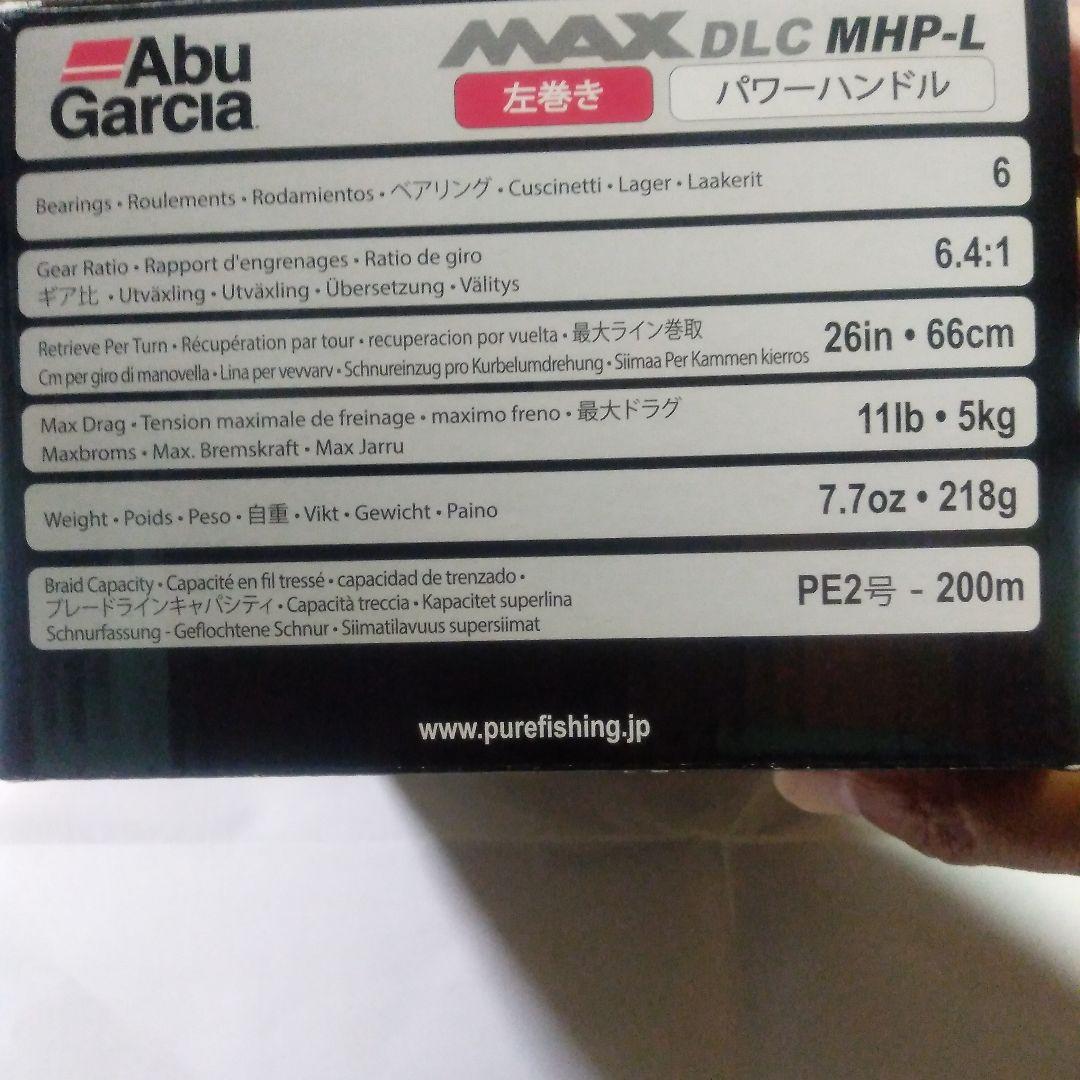 Abu
Garcia
MAX DLC MHP-L
左巻き パワーハンドル
Bearings • Roulements • Rodamientos • ベアリング • Cuscinetti • Lager • Laakerit 6
Gear Ratio • Rapport d'engrenages • Ratio de giro
ギア比 • Utväxling • Utväxling • Übersetzung • Välitys
6.4:1
Retrieve Per Turn • Récupération par tour • recuperacion por vuelta • 最大ライン巻取
Cm per giro di manovella • Lina per vevvarv • Schnureinzug pro Kurbelumdrehung • Siimaa Per Kammen kierros
26in • 66cm
Max Drag • Tension maximale de freinage • maximo freno • 最大ドラグ
Maxbroms • Max. Bremskraft • Max Jarru
11lb • 5kg
Weight • Poids • Peso • 自重 • Vikt • Gewicht • Paino 7.7oz • 218g
Braid Capacity • Capacité en fil tressé • capacidad de trenzado •
ブレードラインキャパシティ • Capacità treccia • Kapacitet superlina
Schnurfassung - Geflochtene Schnur • Siimatilavuus supersiimat
PE2号 - 200m
www.purefishing.jp